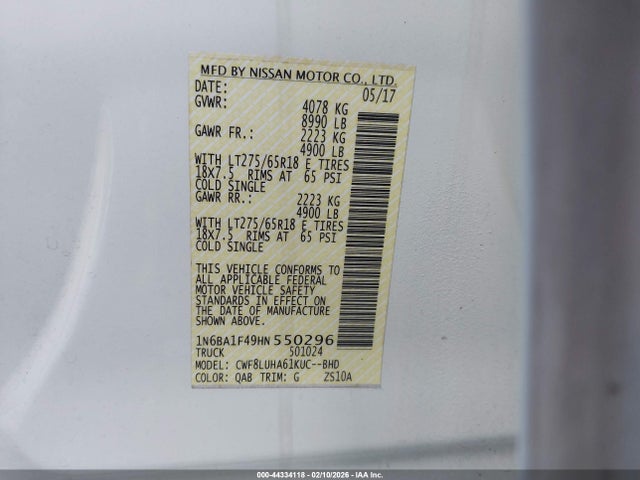 MFD BY NISSAN MOTOR CO., LTD.
DATE: 05/17
GVWR: 4078 KG
8990 LB
GAWR FR.: 2223 KG
4900 LB
WITH LT275/65R18 E TIRES
18X7.5 RIMS AT 65 PSI
COLD SINGLE
GAWR RR.: 2223 KG
4900 LB
WITH LT275/65R18 E TIRES
18X7.5 RIMS AT 65 PSI
COLD SINGLE
THIS VEHICLE CONFORMS TO
ALL APPLICABLE FEDERAL
MOTOR VEHICLE SAFETY
STANDARDS IN EFFECT ON
THE DATE OF MANUFACTURE
SHOWN ABOVE.
1N6BA1F49HN550296
TRUCK 501024
MODEL: CWF8LUHA61KUC--BHD
COLOR: QAB TRIM: G ZS10A
000-44334118 - 02/10/2026 - IAA Inc.